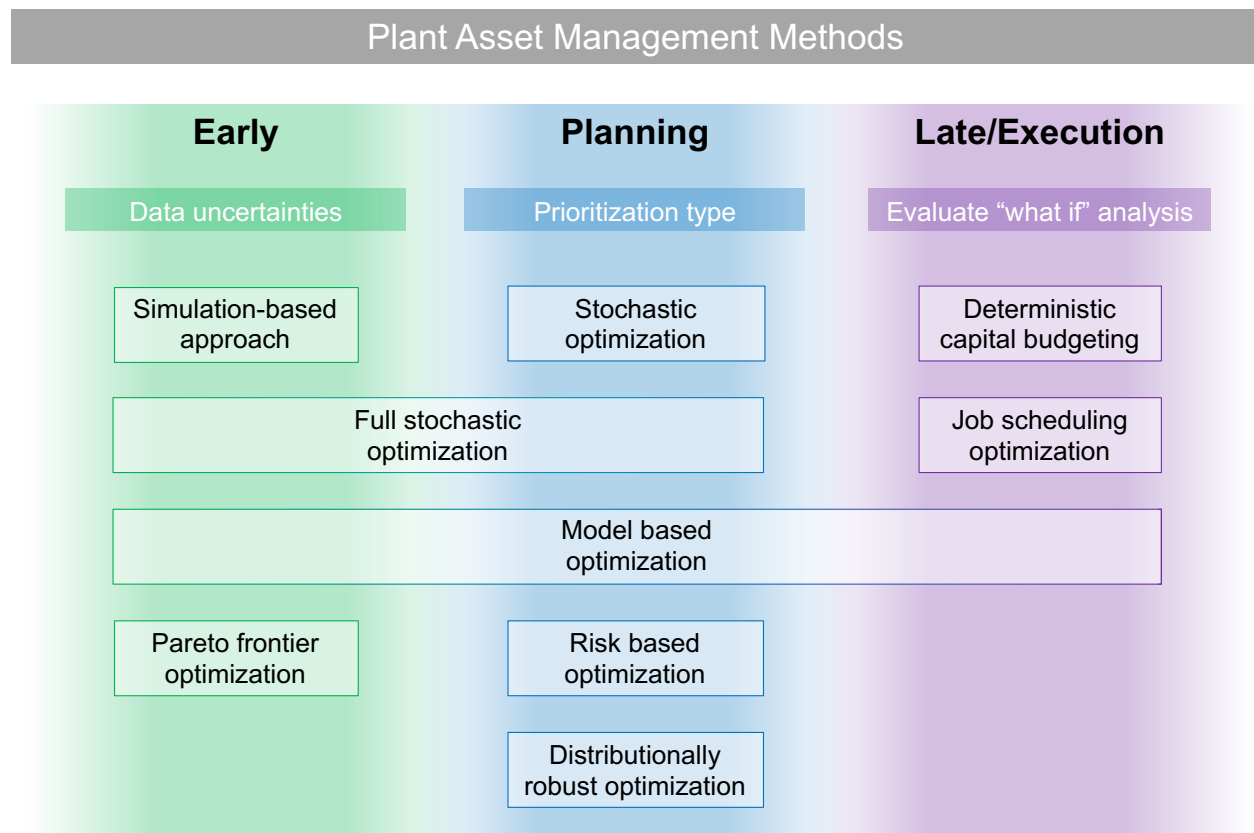 Plant Asset Management Methods
Early
Planning
Late/Execution
Data uncertainties
Prioritization type
Evaluate “what if” analysis
Simulation-based
approach
Stochastic
optimization
Deterministic
capital budgeting
Full stochastic
optimization
Job scheduling
optimization
Model based
optimization
Pareto frontier
optimization
Risk based
optimization
Distributionally
robust optimization